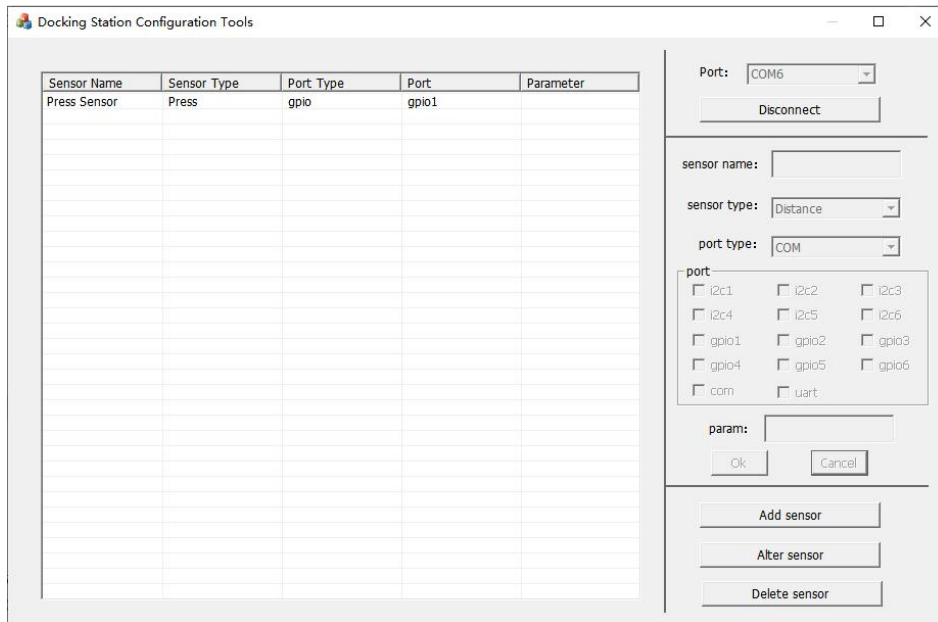 Docking Station Configuration Tools
Sensor Name Sensor Type Port Type Port Parameter
Press Sensor Press gpio gpio1
Port: COM6
Disconnect
sensor name:
sensor type: Distance
port type: COM
port
i2c1 i2c2 i2c3
i2c4 i2c5 i2c6
gpio1 gpio2 gpio3
gpio4 gpio5 gpio6
com uart
param:
Ok Cancel
Add sensor
Alter sensor
Delete sensor